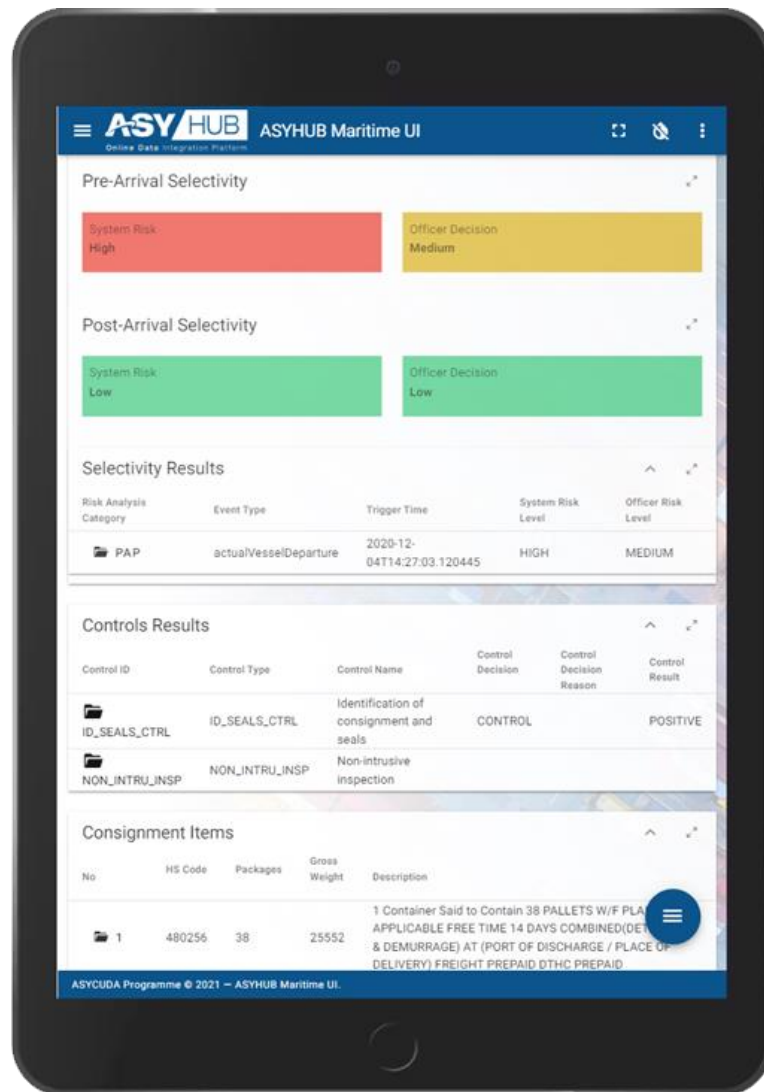 ASY/HUB ASYHUB Maritime UI
Online Data Integration Platform
Pre-Arrival Selectivity
System Risk Officer Decision
High Medium
Post-Arrival Selectivity
System Risk Officer Decision
Low Low
Selectivity Results
Risk Analysis Category Event Type Trigger Time System Risk Level Officer Risk Level
PAP actualVesselDeparture 2020-12-04T14:27:03.120445 HIGH MEDIUM
Controls Results
Control ID Control Type Control Name Control Decision Control Decision Reason Control Result
ID_SEALS_CTRL ID_SEALS_CTRL Identification of consignment and seals CONTROL POSITIVE
NON_INTRU_INSP NON_INTRU_INSP Non-intrusive inspection
Consignment Items
No HS Code Packages Gross Weight Description
1 480256 38 25552 1 Container Said to Contain 38 PALLETS W/F
APPLICABLE FREE TIME 14 DAYS
& DEMURRAGE) AT (PORT OF DISCHARGE / PLACE OF
DELIVERY) FREIGHT PREPAID DTHC PREPAID
ASYCUDA Programme © 2021 — ASYHUB Maritime UI.